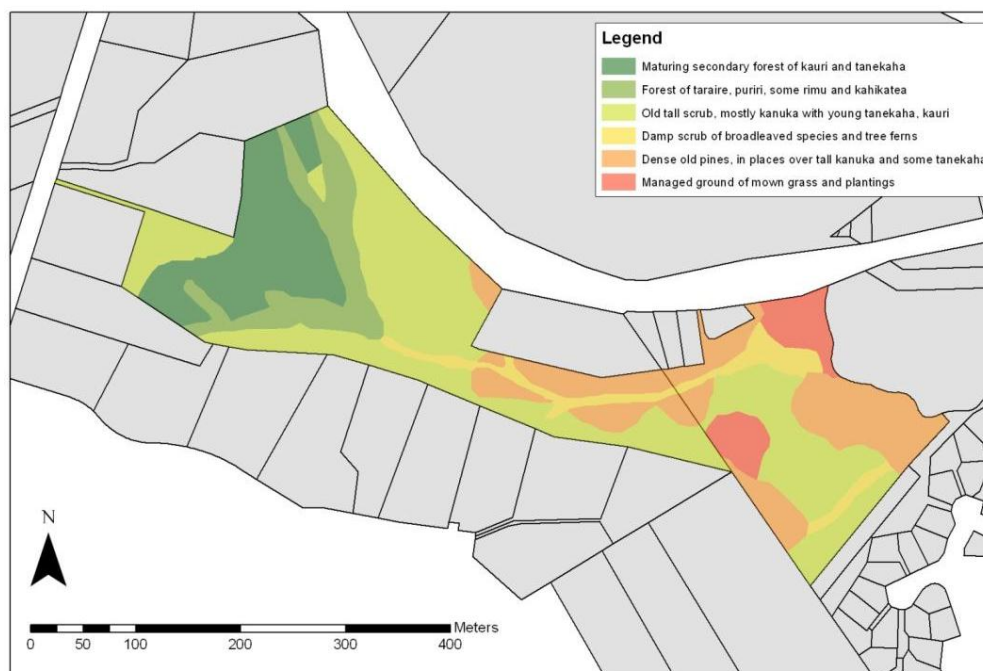 Legend
Maturing secondary forest of kauri and tanekaha
Forest of taraire, puriri, some rimu and kahikatea
Old tall scrub, mostly kanuka with young tanekaha, kauri
Damp scrub of broadleaved species and tree ferns
Dense old pines, in places over tall kanuka and some tanekaha
Managed ground of mown grass and plantings
N
Meters
0 50 100 200 300 400